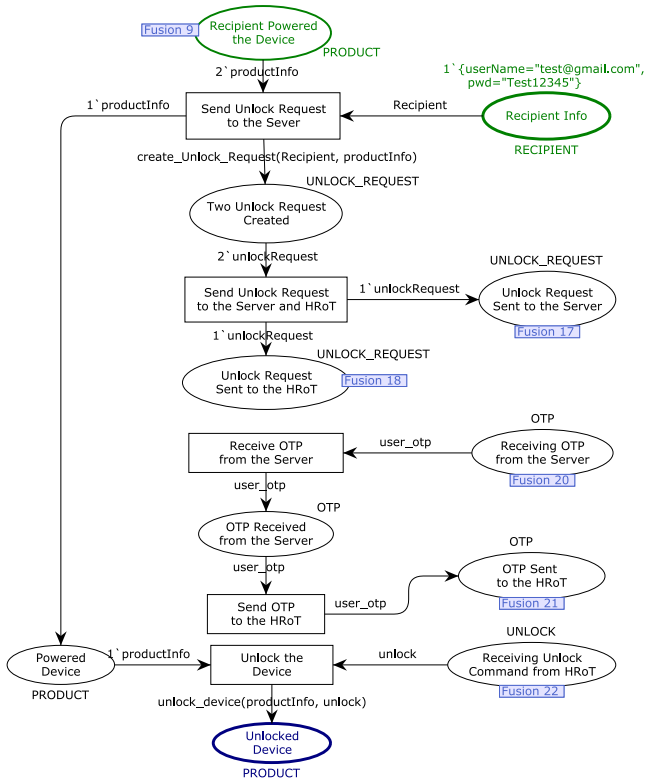 Fusion 9
Recipient Powered
the Device
PRODUCT
2`productInfo
1`{userName="test@gmail.com",
pwd="Test12345"}
1`productInfo
Send Unlock Request
to the Sever
Recipient
Recipient Info
RECIPIENT
create_Unlock_Request(Recipient, productInfo)
UNLOCK_REQUEST
Two Unlock Request
Created
2`unlockRequest
UNLOCK_REQUEST
Send Unlock Request
to the Server and HRoT
1`unlockRequest
Unlock Request
Sent to the Server
Fusion 17
1`unlockRequest
UNLOCK_REQUEST
Unlock Request
Sent to the HRoT
Fusion 18
OTP
Receive OTP
from the Server
user_otp
Receiving OTP
from the Server
Fusion 20
user_otp
OTP
OTP Received
from the Server
OTP
user_otp
OTP Sent
to the HRoT
Fusion 21
Send OTP
to the HRoT
user_otp
UNLOCK
Powered
Device
PRODUCT
1`productInfo
Unlock the
Device
unlock
Receiving Unlock
Command from HRoT
Fusion 22
unlock_device(productInfo, unlock)
Unlocked
Device
PRODUCT